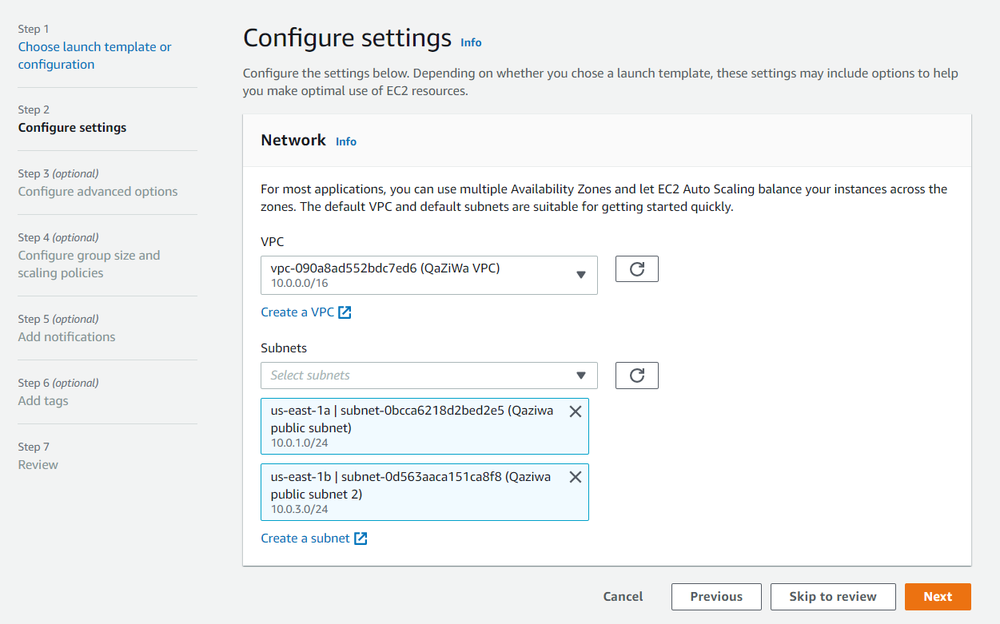 Step 1
Choose launch template or
configuration
Step 2
Configure settings
Step 3 (optional)
Configure advanced options
Step 4 (optional)
Configure group size and
scaling policies
Step 5 (optional)
Add notifications
Step 6 (optional)
Add tags
Step 7
Review
Configure settings Info
Configure the settings below. Depending on whether you chose a launch template, these settings may include options to help
you make optimal use of EC2 resources.
Network Info
For most applications, you can use multiple Availability Zones and let EC2 Auto Scaling balance your instances across the
zones. The default VPC and default subnets are suitable for getting started quickly.
VPC
vpc-090a8ad552bdc7ed6 (QaZiWa VPC)
10.0.0.0/16
Create a VPC
Subnets
Select subnets
us-east-1a | subnet-0bcca6218d2bed2e5 (Qaziwa
public subnet)
10.0.1.0/24
us-east-1b | subnet-0d563aaca151ca8f8 (Qaziwa
public subnet 2)
10.0.3.0/24
Create a subnet
Cancel Previous Skip to review Next